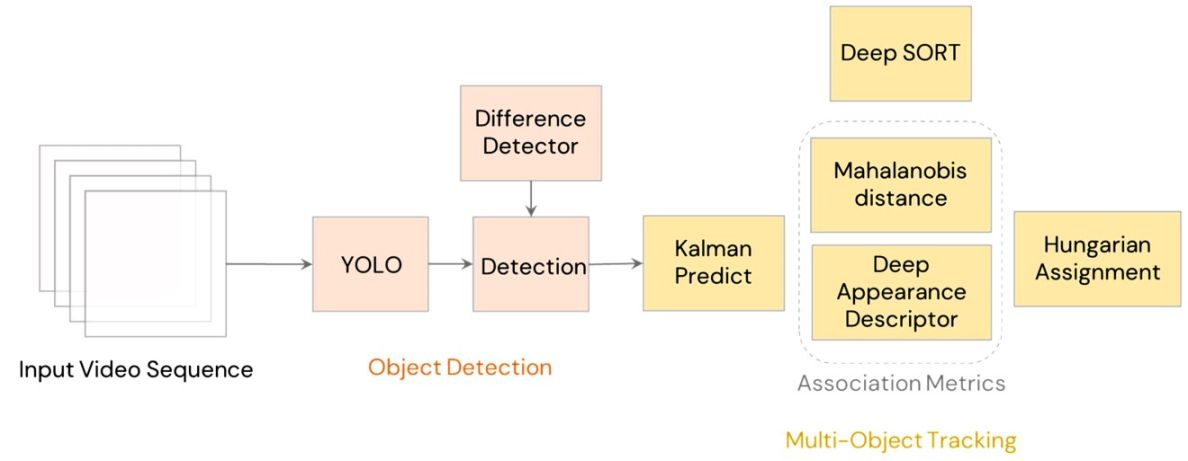 Deep SORT
Difference
Detector
Mahalanobis
distance
YOLO
Detection
Kalman
Predict
Deep
Appearance
Descriptor
Hungarian
Assignment
Input Video Sequence
Object Detection
Association Metrics
Multi-Object Tracking